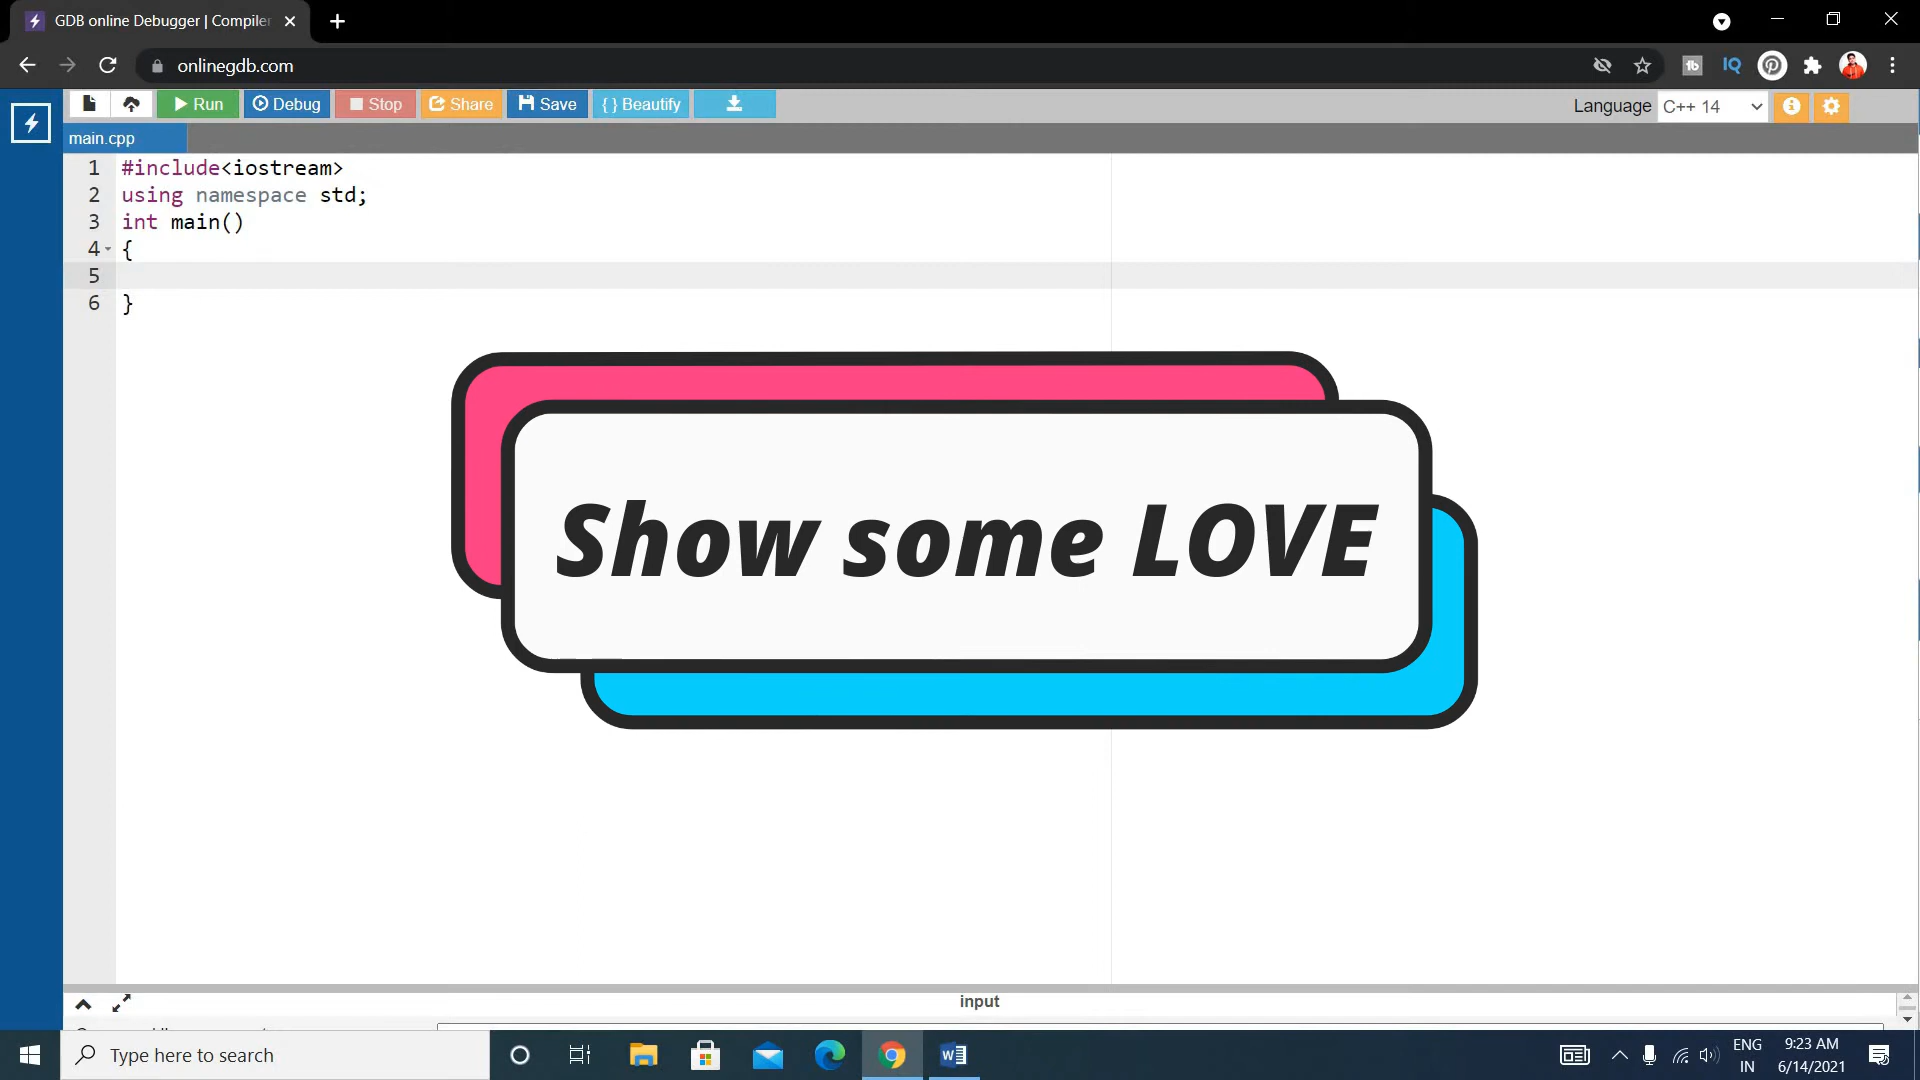 GDB online Debugger | Compiler
onlinegdb.com
Run Debug Stop Share Save { } Beautify
Language C++ 14
main.cpp
1 #include<iostream>
2 using namespace std;
3 int main()
4 {
5
6 }
Show some LOVE
input
Type here to search
ENG
IN
9:23 AM
6/14/2021